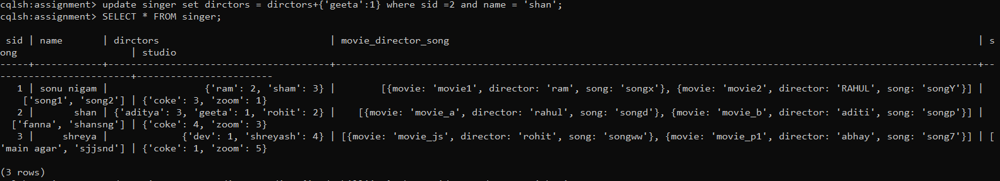 cqlsh:assignment> update singer set dirctors = dirctors+{'geeta':1} where sid =2 and name = 'shan';
cqlsh:assignment> SELECT * FROM singer;
 sid | name       | dirctors                                 | movie_director_song                                                                                          | s
ong                      | studio
-----+------------+------------------------------------------+--------------------------------------------------------------------------------------------------------------+--
-------------------------+--------------------------
   1 | sonu nigam |                   {'ram': 2, 'sham': 3} |         [{movie: 'movie1', director: 'ram', song: 'songx'}, {movie: 'movie2', director: 'RAHUL', song: 'songY'}] |
    ['song1', 'song2'] | {'coke': 3, 'zoom': 1}
   2 |       shan | {'aditya': 3, 'geeta': 1, 'rohit': 2} |     [{movie: 'movie_a', director: 'rahul', song: 'songd'}, {movie: 'movie_b', director: 'aditi', song: 'songp'}] |
  ['fanna', 'shansng'] | {'coke': 4, 'zoom': 3}
   3 |     shreya |              {'dev': 1, 'shreyash': 4} | [{movie: 'movie_js', director: 'rohit', song: 'songww'}, {movie: 'movie_p1', director: 'abhay', song: 'song7'}] | [
'main agar', 'sjjsnd'] | {'coke': 1, 'zoom': 5}
(3 rows)